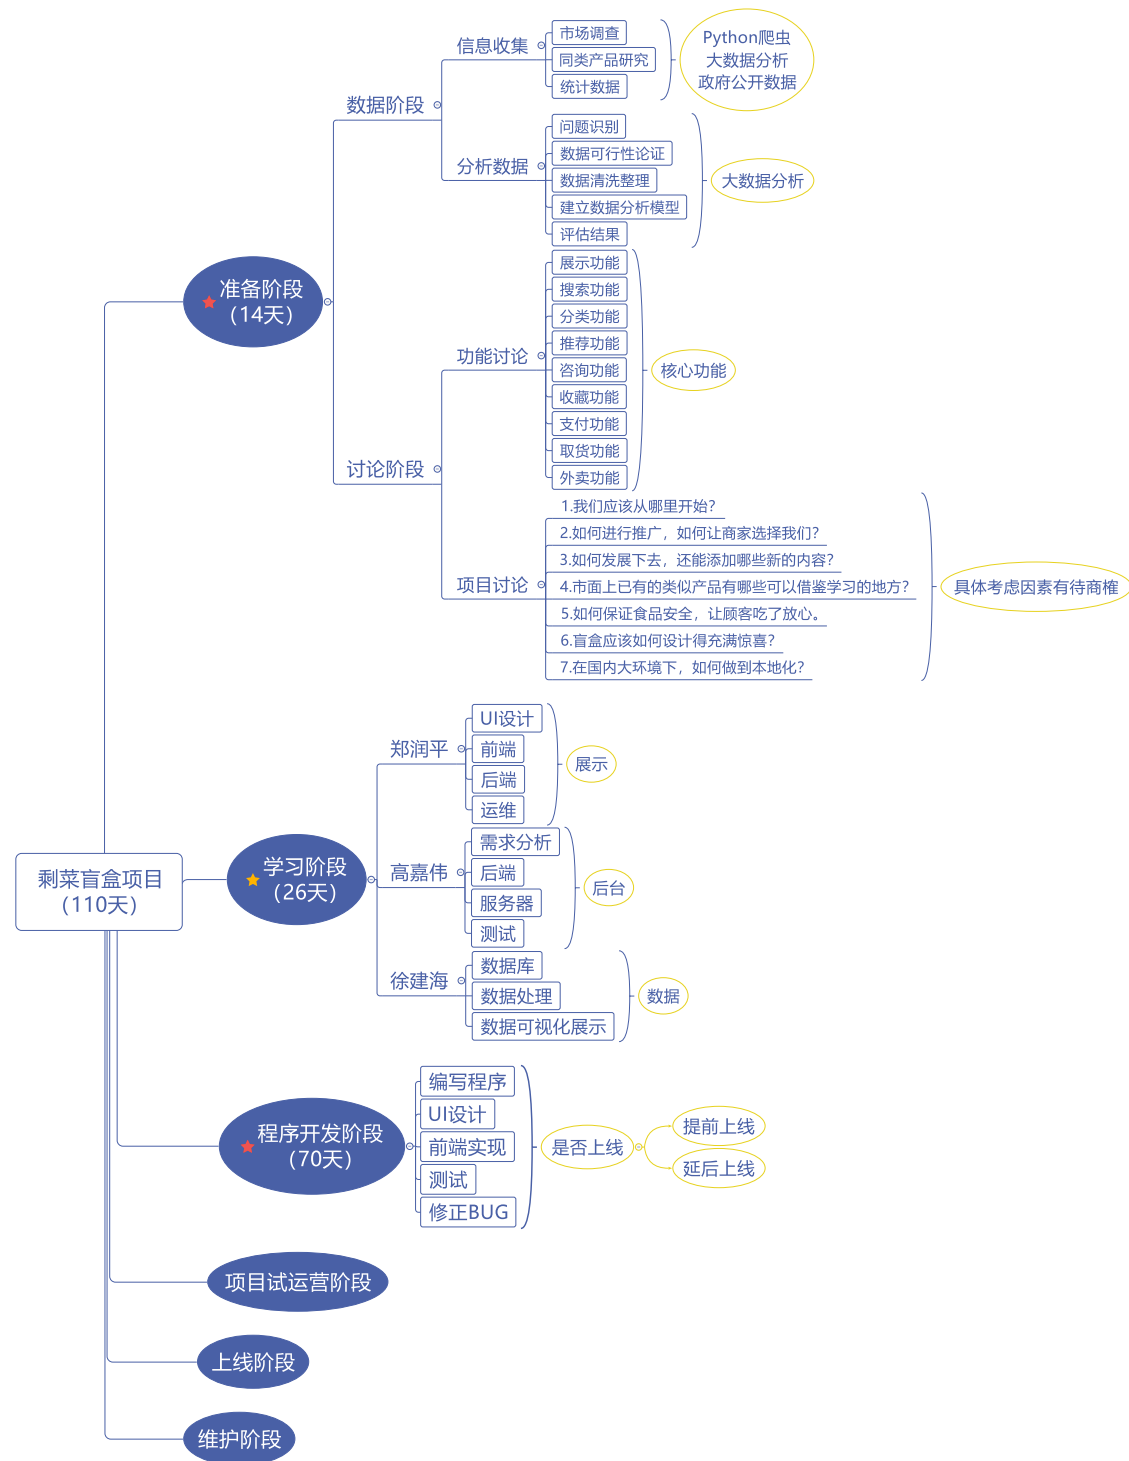 剩菜盲盒项目
（110天）
准备阶段
（14天）
数据阶段
信息收集
市场调查
同类产品研究
统计数据
Python爬虫
大数据分析
政府公开数据
分析数据
问题识别
数据可行性论证
数据清洗整理
建立数据分析模型
评估结果
大数据分析
讨论阶段
功能讨论
展示功能
搜索功能
分类功能
推荐功能
咨询功能
收藏功能
支付功能
取货功能
外卖功能
核心功能
项目讨论
1.我们应该从哪里开始？
2.如何进行推广，如何让商家选择我们？
3.如何发展下去，还能添加哪些新的内容？
4.市面上已有的类似产品有哪些可以借鉴学习的地方？
5.如何保证食品安全，让顾客吃了放心。
6.盲盒应该如何设计得充满惊喜？
7.在国内大环境下，如何做到本地化？
具体考虑因素有待商榷
学习阶段
（26天）
郑润平
UI设计
前端
后端
运维
展示
高嘉伟
需求分析
后端
服务器
测试
后台
徐建海
数据库
数据处理
数据可视化展示
数据
程序开发阶段
（70天）
编写程序
UI设计
前端实现
测试
修正BUG
是否上线
提前上线
延后上线
项目试运营阶段
上线阶段
维护阶段